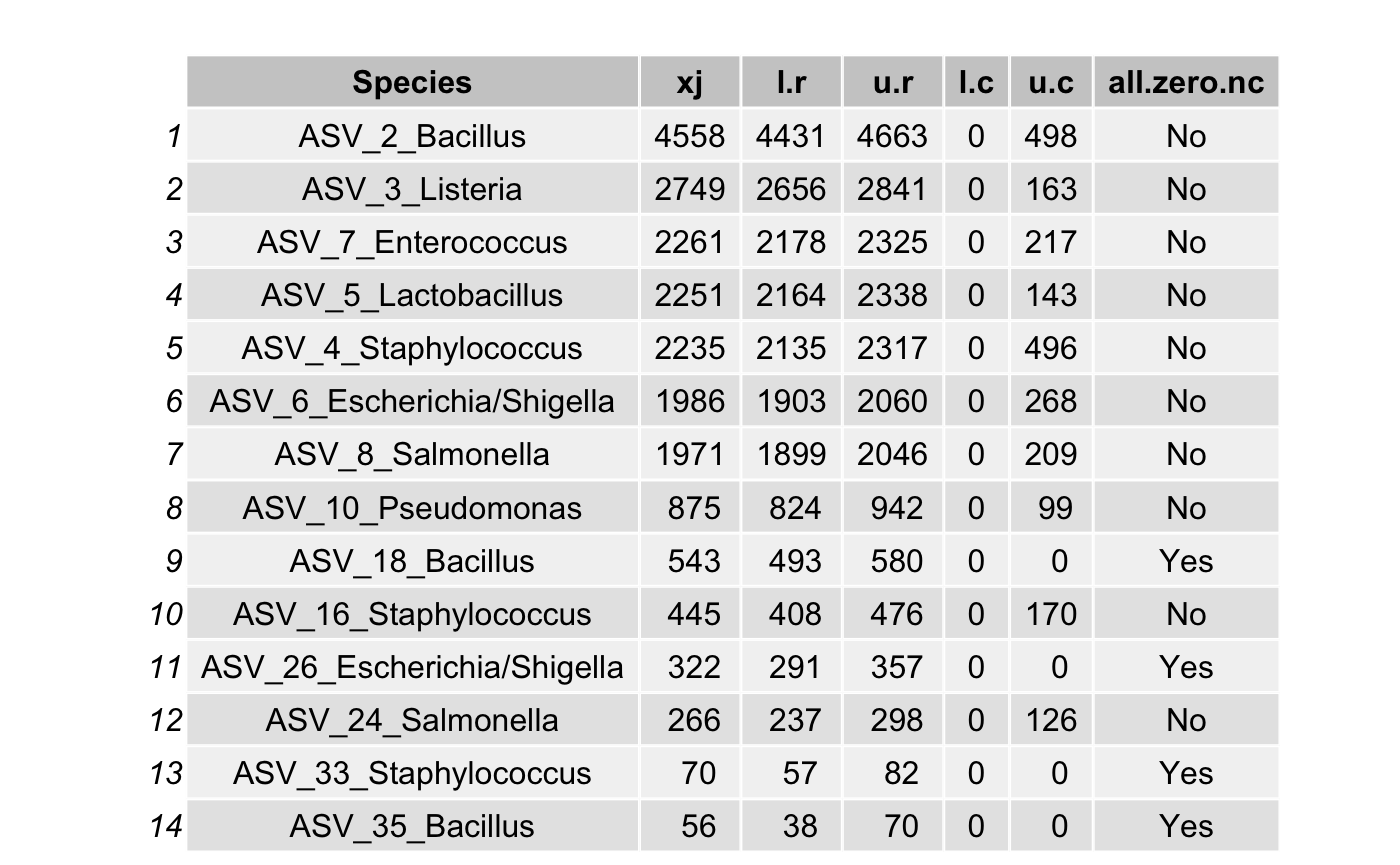 Species xj l.r u.r l.c u.c all.zero.nc
1 ASV_2_Bacillus 4558 4431 4663 0 498 No
2 ASV_3_Listeria 2749 2656 2841 0 163 No
3 ASV_7_Enterococcus 2261 2178 2325 0 217 No
4 ASV_5_Lactobacillus 2251 2164 2338 0 143 No
5 ASV_4_Staphylococcus 2235 2135 2317 0 496 No
6 ASV_6_Escherichia/Shigella 1986 1903 2060 0 268 No
7 ASV_8_Salmonella 1971 1899 2046 0 209 No
8 ASV_10_Pseudomonas 875 824 942 0 99 No
9 ASV_18_Bacillus 543 493 580 0 0 Yes
10 ASV_16_Staphylococcus 445 408 476 0 170 No
11 ASV_26_Escherichia/Shigella 322 291 357 0 0 Yes
12 ASV_24_Salmonella 266 237 298 0 126 No
13 ASV_33_Staphylococcus 70 57 82 0 0 Yes
14 ASV_35_Bacillus 56 38 70 0 0 Yes